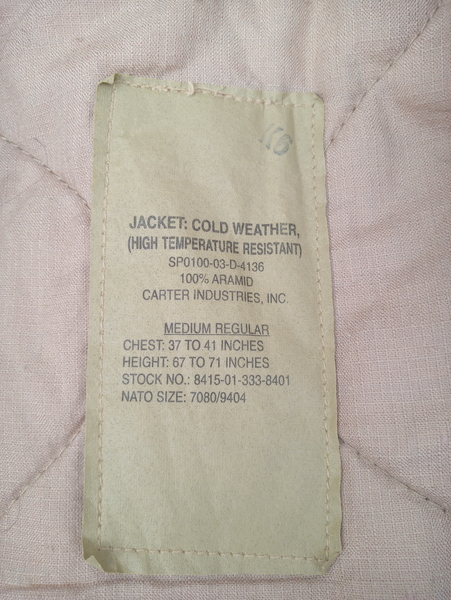 JACKET: COLD WEATHER,
(HIGH TEMPERATURE RESISTANT)
SP0100-03-D-4136
100% ARAMID
CARTER INDUSTRIES, INC.
MEDIUM REGULAR
CHEST: 37 TO 41 INCHES
HEIGHT: 67 TO 71 INCHES
STOCK NO.: 8415-01-333-8401
NATO SIZE: 7080/9404